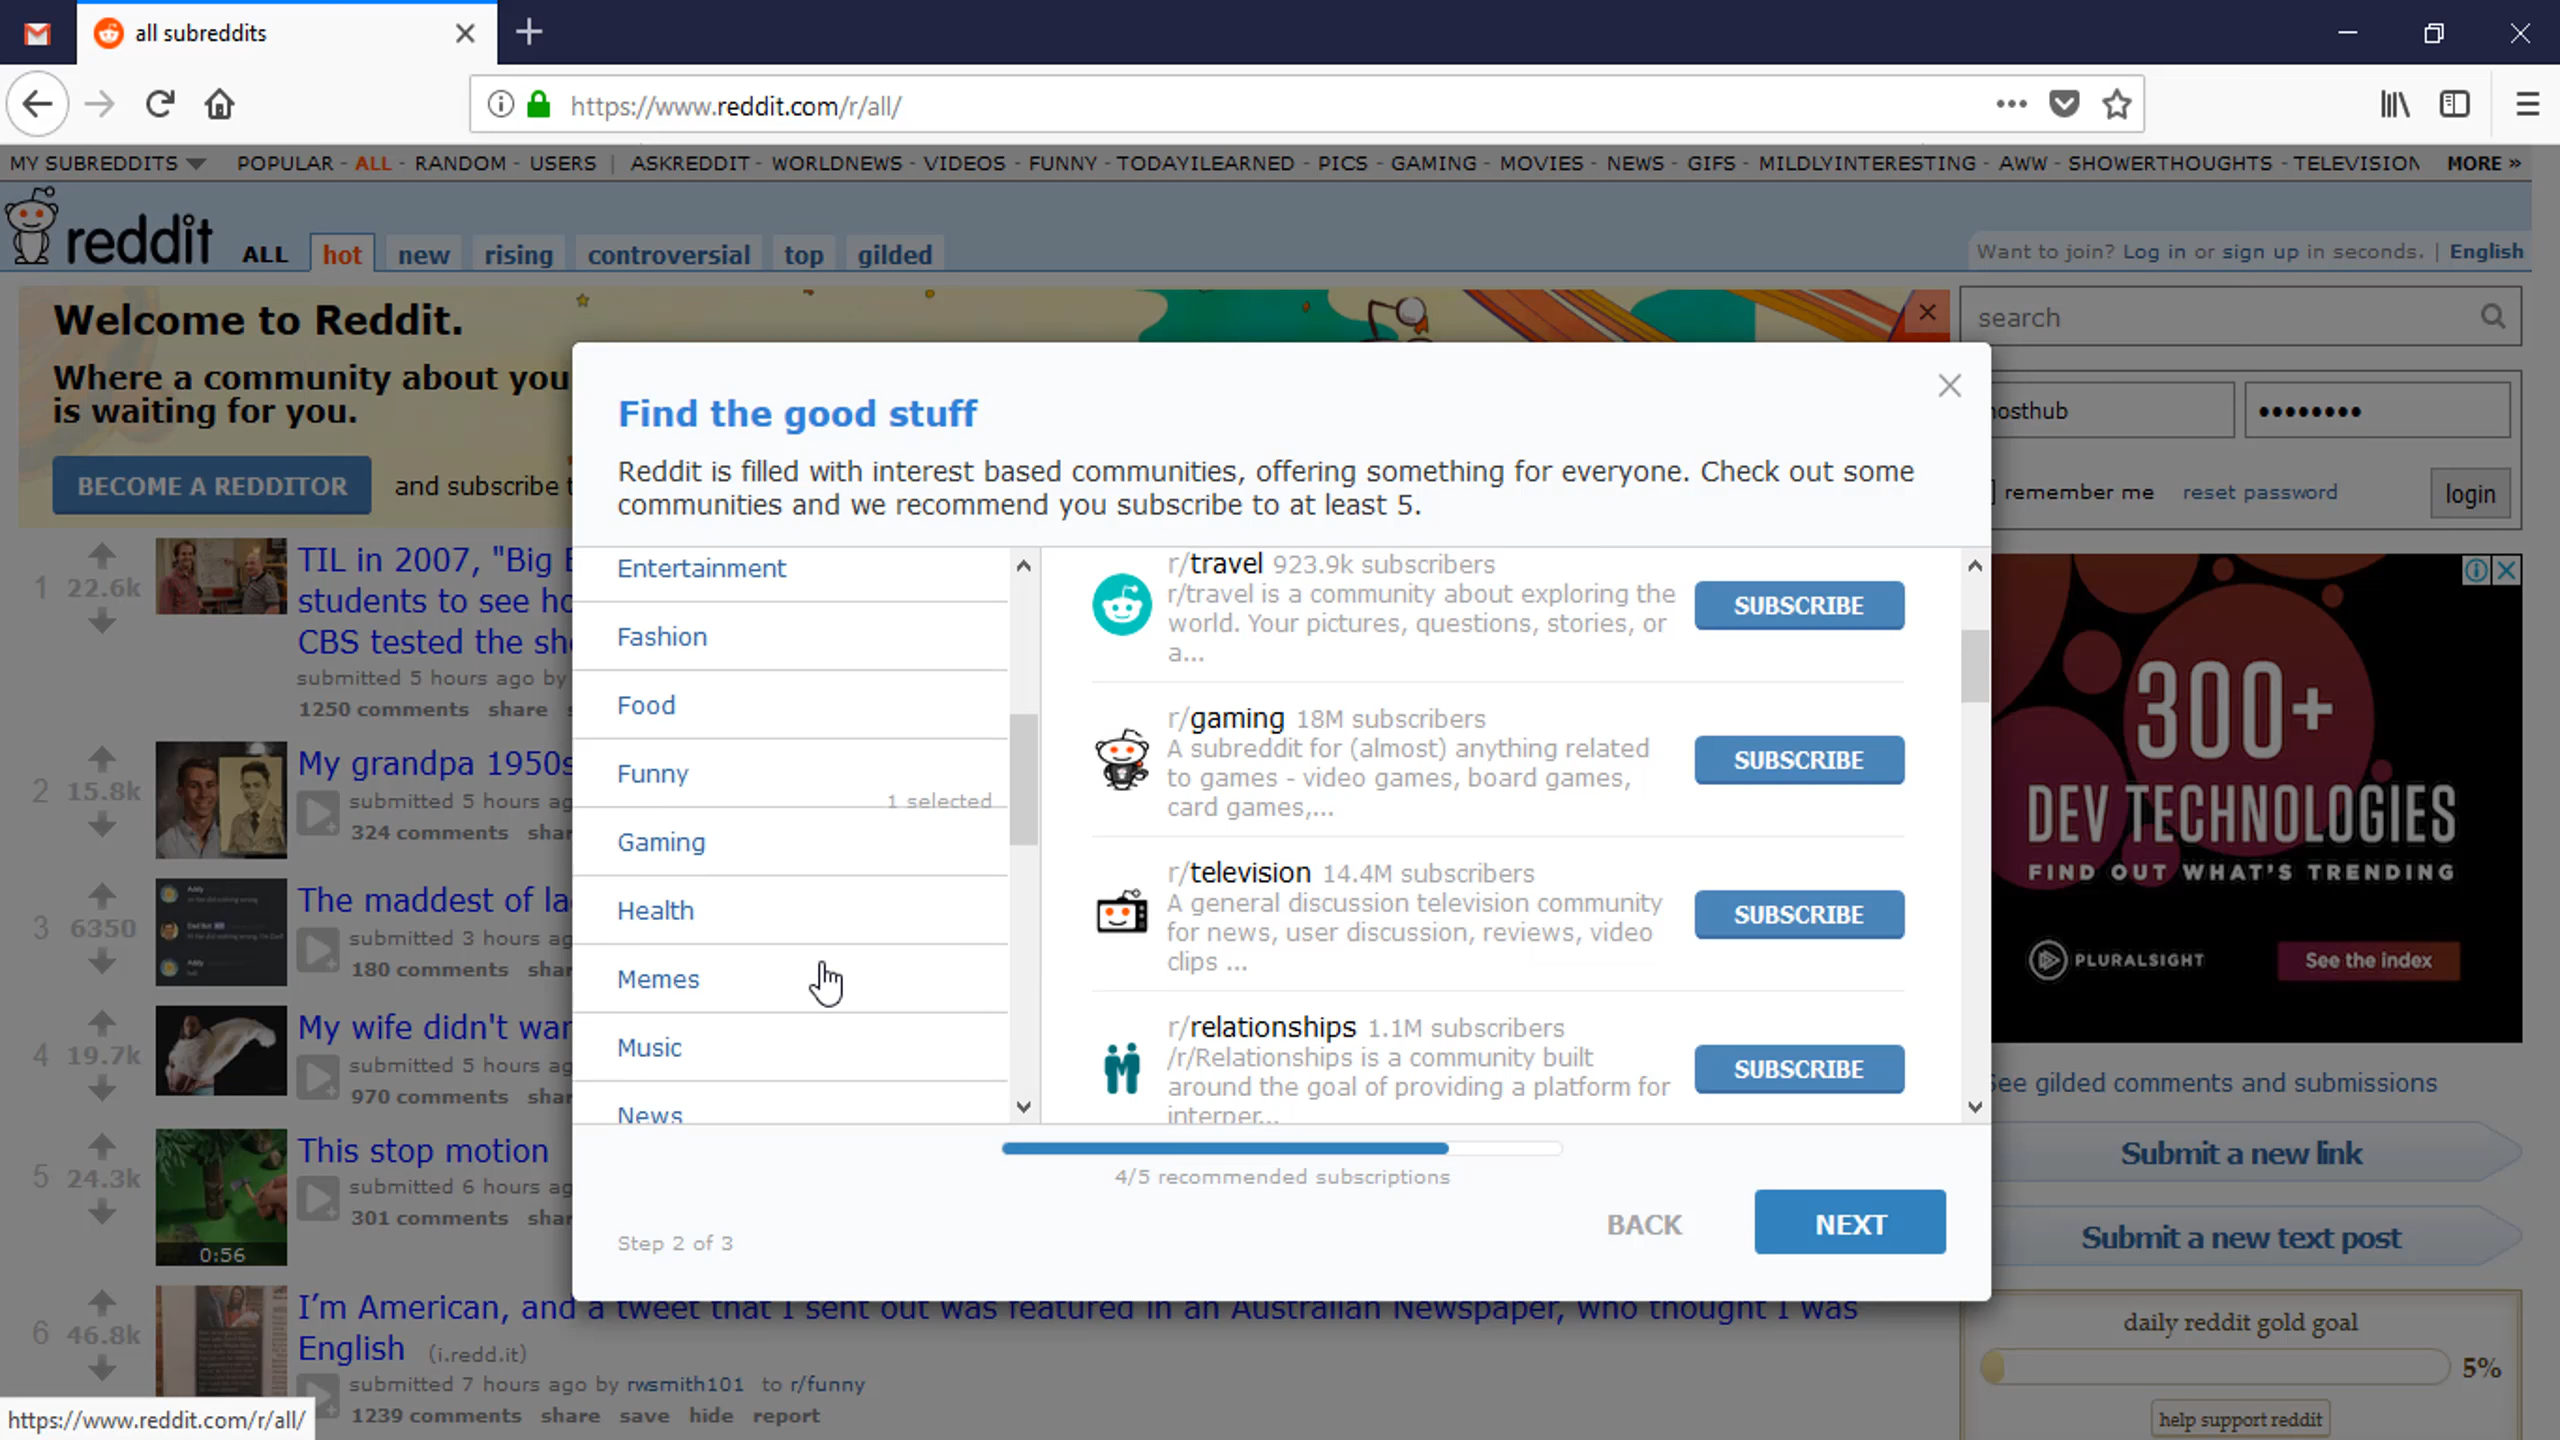 all subreddits
https://www.reddit.com/r/all/
MY SUBREDDITS POPULAR - ALL - RANDOM - USERS | ASKREDDIT - WORLDNEWS - VIDEOS - FUNNY - TODAYILEARNED - PICS - GAMING - MOVIES - NEWS - GIFS - MILDLYINTERESTING - AWW - SHOWERTHOUGHTS - TELEVISION MORE »
reddit ALL hot new rising controversial top gilded
Want to join? Log in or sign up in seconds. | English
Welcome to Reddit.
Where a community about you
is waiting for you.
BECOME A REDDITOR and subscribe
search
osthub ••••••••
remember me reset password login
Find the good stuff
Reddit is filled with interest based communities, offering something for everyone. Check out some
communities and we recommend you subscribe to at least 5.
Entertainment
Fashion
Food
Funny
1 selected
Gaming
Health
Memes
Music
News
r/travel 923.9k subscribers
r/travel is a community about exploring the
world. Your pictures, questions, stories, or
a...
SUBSCRIBE
r/gaming 18M subscribers
A subreddit for (almost) anything related
to games - video games, board games,
card games,...
SUBSCRIBE
r/television 14.4M subscribers
A general discussion television community
for news, user discussion, reviews, video
clips ...
SUBSCRIBE
r/relationships 1.1M subscribers
/r/Relationships is a community built
around the goal of providing a platform for
interper...
SUBSCRIBE
4/5 recommended subscriptions
Step 2 of 3
BACK
NEXT
1
22.6k
TIL in 2007, "Big
students to see
CBS tested the
submitted 5 hours ago by
1250 comments share
2
15.8k
My grandpa 1950s
submitted 5 hours
324 comments
3
6350
The maddest of
submitted 3 hours
180 comments
4
19.7k
My wife didn't
submitted 5 hours
970 comments
5
24.3k
0:56
This stop motion
submitted 6 hours
301 comments
6
46.8k
I’m American, and a tweet that I sent out was featured in an Australian Newspaper, who thought I was
English (i.redd.it)
submitted 7 hours ago by rwsmith101 to r/funny
1239 comments share save hide report
300+
DEV TECHNOLOGIES
FIND OUT WHAT'S TRENDING
PLURALSIGHT
See the index
see gilded comments and submissions
Submit a new link
Submit a new text post
daily reddit gold goal
5%
help support reddit
https://www.reddit.com/r/all/